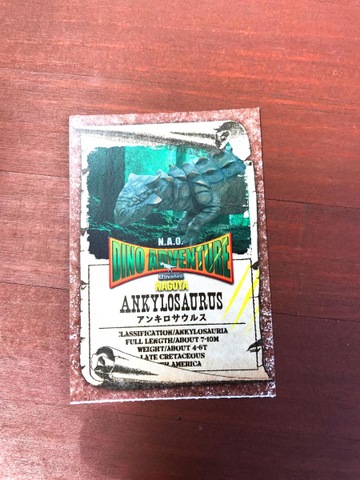 N.A.O.
DINO ADVENTURE
NAGOYA
ANKYLOSAURUS
アンキロサウルス
CLASSIFICATION/ANKYLOSAURIA
FULL LENGTH/ABOUT 7-10M
WEIGHT/ABOUT 4-6T
LATE CRETACEOUS
AMERICA